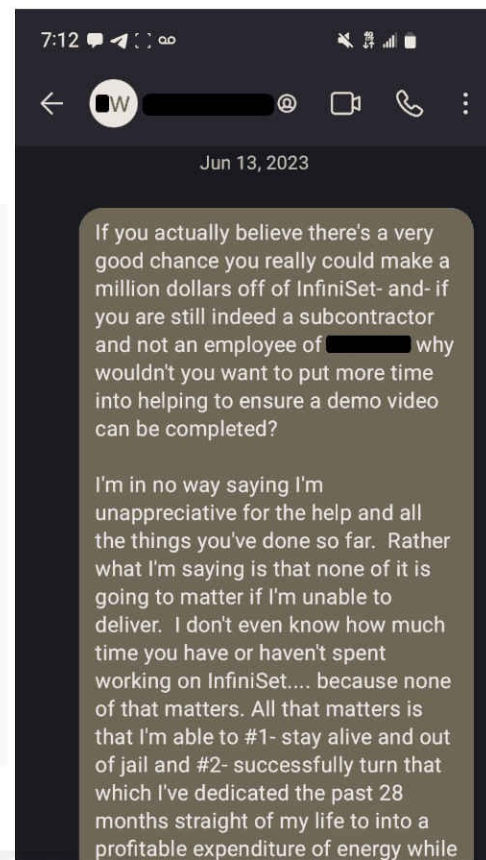 7:12
W
Jun 13, 2023
If you actually believe there's a very
good chance you really could make a
million dollars off of InfiniSet- and- if
you are still indeed a subcontractor
and not an employee of why
wouldn't you want to put more time
into helping to ensure a demo video
can be completed?
I'm in no way saying I'm
unappreciative for the help and all
the things you've done so far. Rather
what I'm saying is that none of it is
going to matter if I'm unable to
deliver. I don't even know how much
time you have or haven't spent
working on InfiniSet.... because none
of that matters. All that matters is
that I'm able to #1- stay alive and out
of jail and #2- successfully turn that
which I've dedicated the past 28
months straight of my life to into a
profitable expenditure of energy while